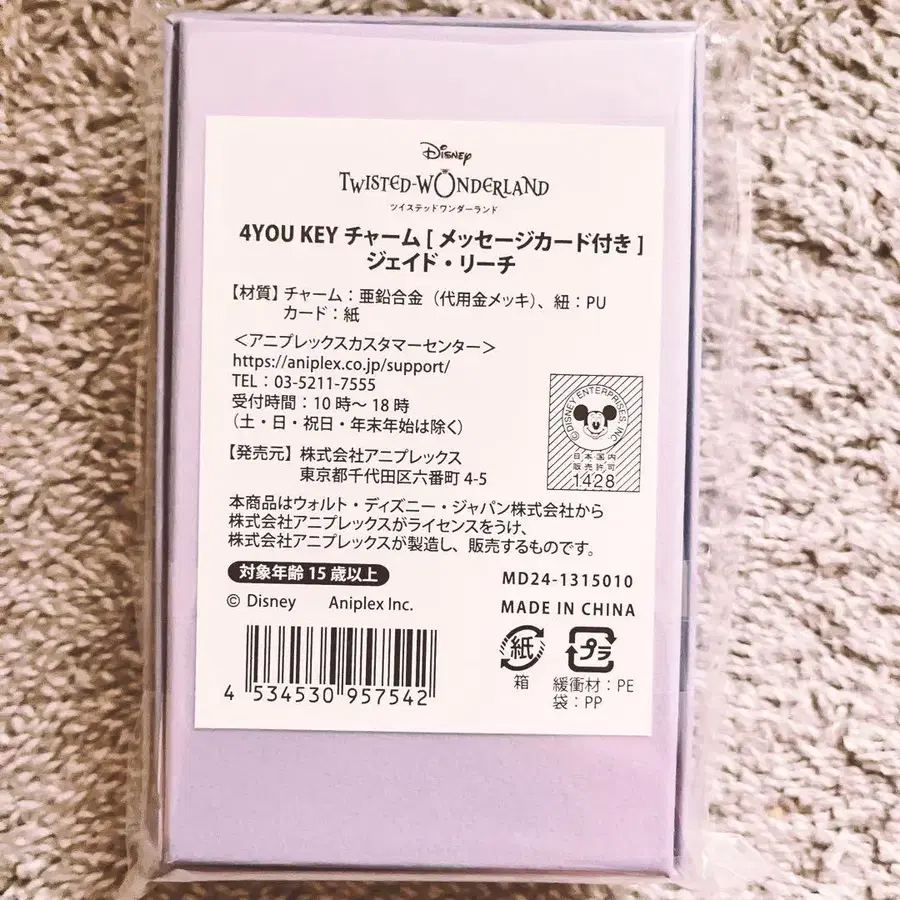 Disney
TWISTED-WONDERLAND
ツイステッドワンダーランド
4YOU KEY チャーム [ メッセージカード付き ]
ジェイド・リーチ
【材質】チャーム：亜鉛合金（代用金メッキ）、紐：PU
カード：紙
＜アニプレックスカスタマーセンター＞
https://aniplex.co.jp/support/
TEL：03-5211-7555
受付時間：10 時〜 18 時
（土・日・祝日・年末年始は除く）
【発売元】株式会社アニプレックス
東京都千代田区六番町 4-5
©DISNEY ENTERPRISES, INC.
日本国内
販売許可
1428
本商品はウォルト・ディズニー・ジャパン株式会社から
株式会社アニプレックスがライセンスをうけ、
株式会社アニプレックスが製造し、販売するものです。
対象年齢 15 歳以上
MD24-1315010
© Disney Aniplex Inc.
MADE IN CHINA
4 534530 957542
紙
箱
プラ
緩衝材：PE
袋：PP